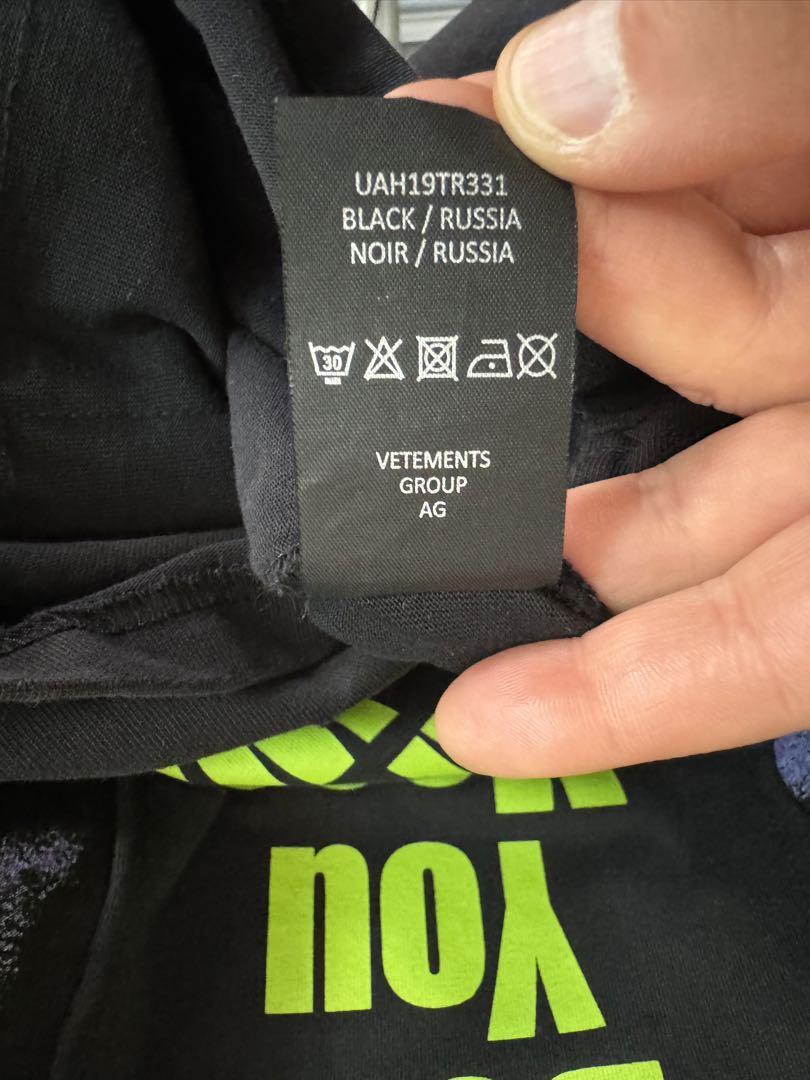 UAH19TR331
BLACK / RUSSIA
NOIR / RUSSIA
30
VETEMENTS
GROUP
AG
You